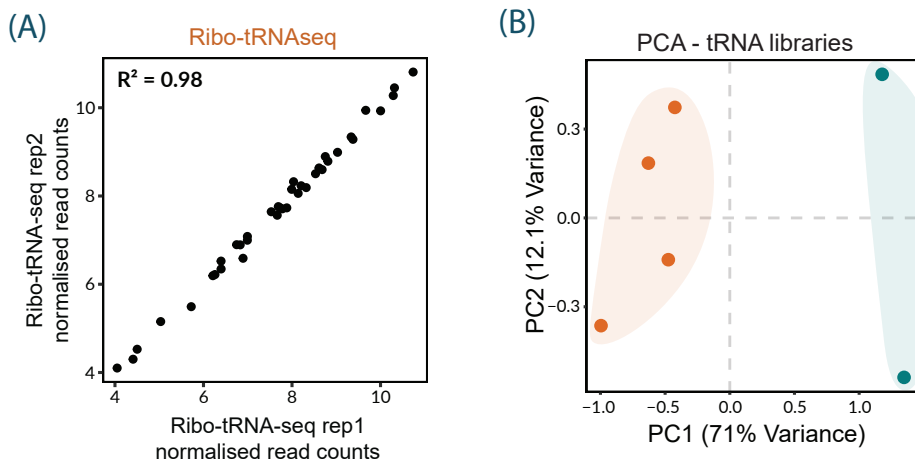 (A)
Ribo-tRNAseq
R² = 0.98
10
8
6
4
4 6 8 10
Ribo-tRNA-seq rep2
normalised read counts
Ribo-tRNA-seq rep1
normalised read counts
(B)
PCA - tRNA libraries
0.3
0.0
−0.3
−1.0 −0.5 0.0 0.5 1.0
PC2 (12.1% Variance)
PC1 (71% Variance)